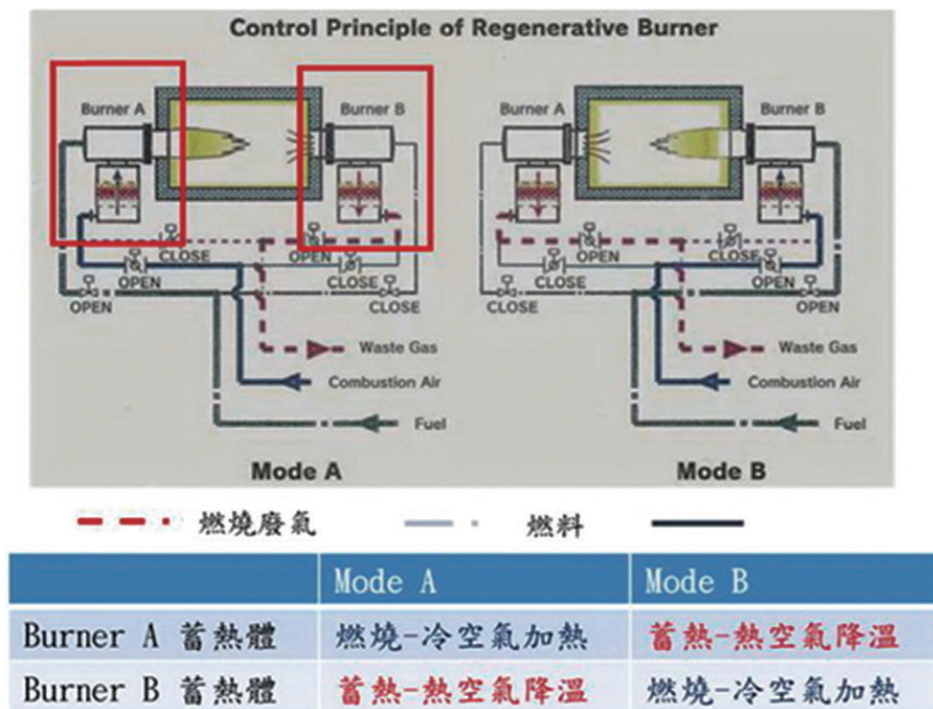 Control Principle of Regenerative Burner
Burner A
Burner B
Burner A
Burner B
CLOSE
OPEN
CLOSE
OPEN
CLOSE
OPEN
OPEN
CLOSE
OPEN
CLOSE
CLOSE
OPEN
Waste Gas
Waste Gas
Combustion Air
Combustion Air
Fuel
Fuel
Mode A
Mode B
燃燒廢氣
燃料
Mode A
Mode B
Burner A 蓄熱體
燃燒-冷空氣加熱
蓄熱-熱空氣降溫
Burner B 蓄熱體
蓄熱-熱空氣降溫
燃燒-冷空氣加熱